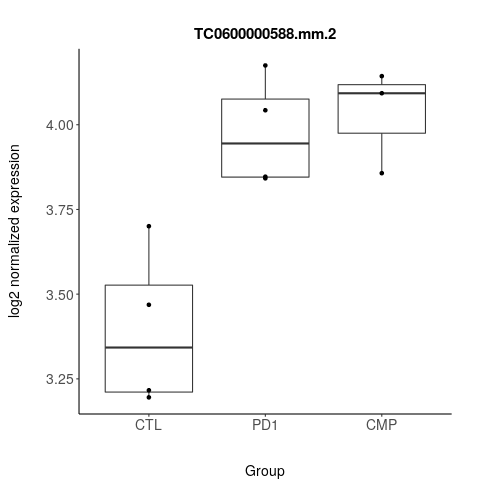 TC0600000588.mm.2
log2 normalized expression
4.00
3.75
3.50
3.25
CTL PD1 CMP
Group